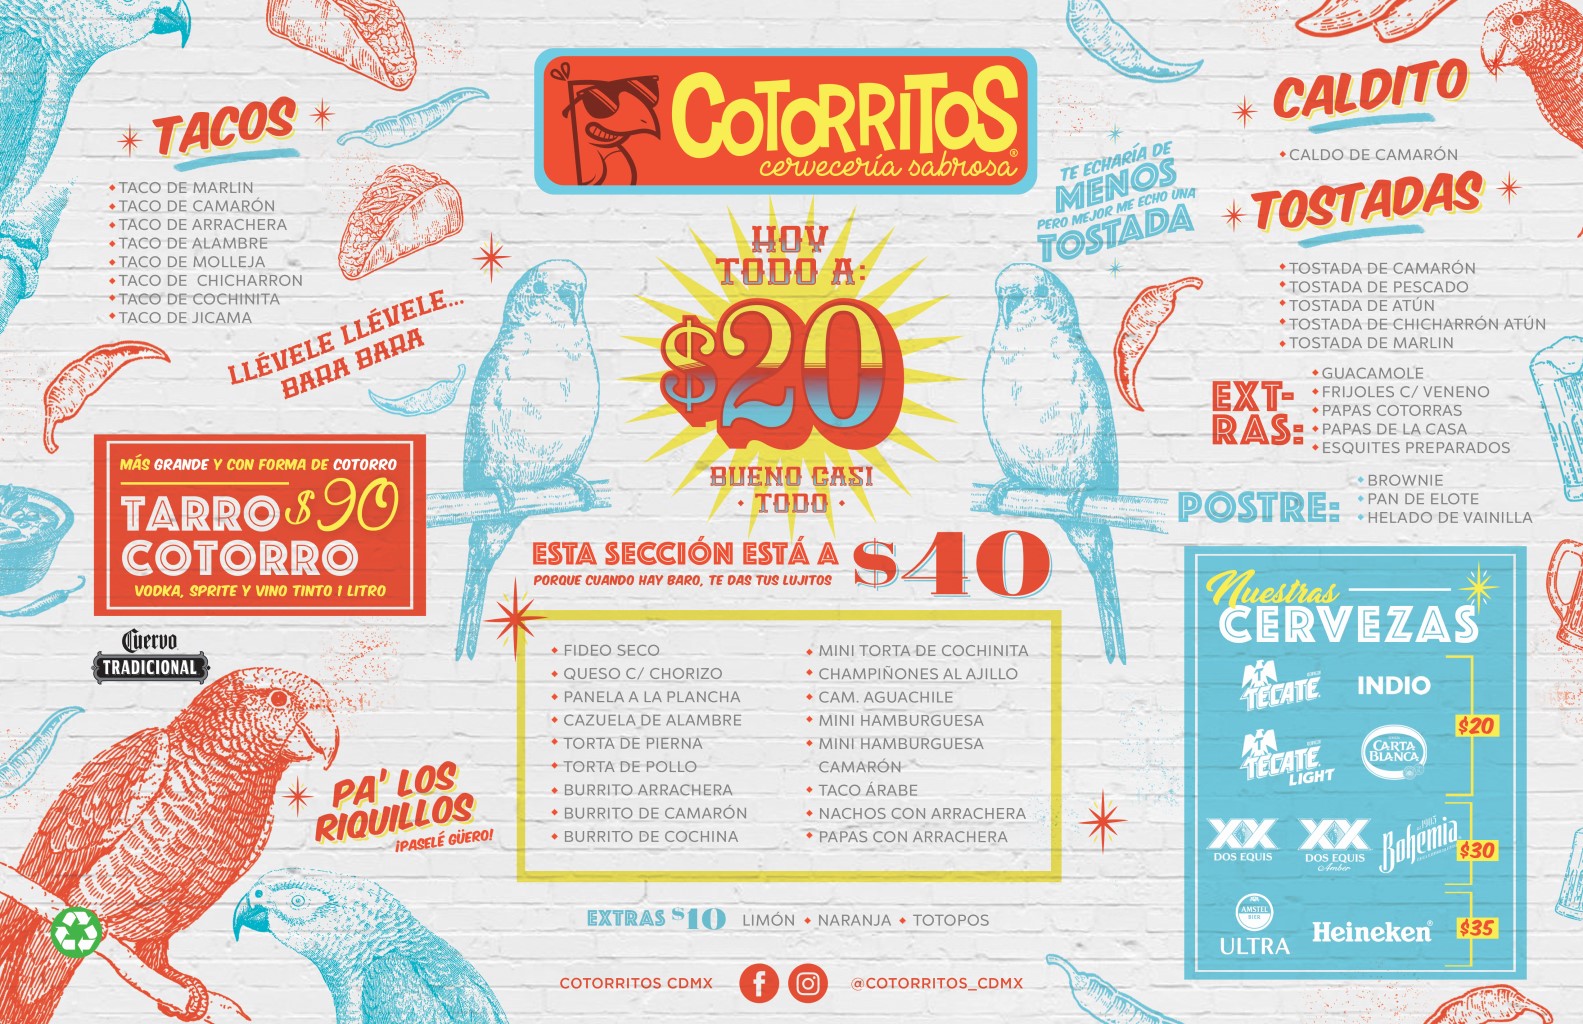 COTORRITOS
cervecería sabrosa
TACOS
TACO DE MARLIN
TACO DE CAMARÓN
TACO DE ARRACHERA
TACO DE ALAMBRE
TACO DE MOLLEJA
TACO DE CHICHARRON
TACO DE COCHINITA
TACO DE JICAMA
LLÉVELE LLÉVELE...
BARA BARA
MÁS GRANDE Y CON FORMA DE COTORRO
TARRO $90
COTORRO
VODKA, SPRITE Y VINO TINTO 1 LITRO
Cuervo
TRADICIONAL
PA' LOS
RIQUILLOS
¡PASELÉ GÜERO!
HOY
TODO A:
$20
BUENO CASI
· TODO ·
ESTA SECCIÓN ESTÁ A $40
PORQUE CUANDO HAY BARO, TE DAS TUS LUJITOS
FIDEO SECO
QUESO C/ CHORIZO
PANELA A LA PLANCHA
CAZUELA DE ALAMBRE
TORTA DE PIERNA
TORTA DE POLLO
BURRITO ARRACHERA
BURRITO DE CAMARÓN
BURRITO DE COCHINA
MINI TORTA DE COCHINITA
CHAMPIÑONES AL AJILLO
CAM. AGUACHILE
MINI HAMBURGUESA
MINI HAMBURGUESA
CAMARÓN
TACO ÁRABE
NACHOS CON ARRACHERA
PAPAS CON ARRACHERA
EXTRAS $10 LIMÓN NARANJA TOTOPOS
COTORRITOS CDMX @COTORRITOS_CDMX
TE ECHARÍA DE
MENOS
PERO MEJOR ME ECHO UNA
TOSTADA
CALDITO
CALDO DE CAMARÓN
TOSTADAS
TOSTADA DE CAMARÓN
TOSTADA DE PESCADO
TOSTADA DE ATÚN
TOSTADA DE CHICHARRÓN ATÚN
TOSTADA DE MARLIN
EXT-
RAS:
GUACAMOLE
FRIJOLES C/ VENENO
PAPAS COTORRAS
PAPAS DE LA CASA
ESQUITES PREPARADOS
POSTRE:
BROWNIE
PAN DE ELOTE
HELADO DE VAINILLA
Nuestras
CERVEZAS
TECATE
INDIO
TECATE
LIGHT
CARTA
BLANCA
$20
XX
DOS EQUIS
XX
DOS EQUIS
Amber
Bohemia
$30
AMSTEL
ULTRA
Heineken
$35